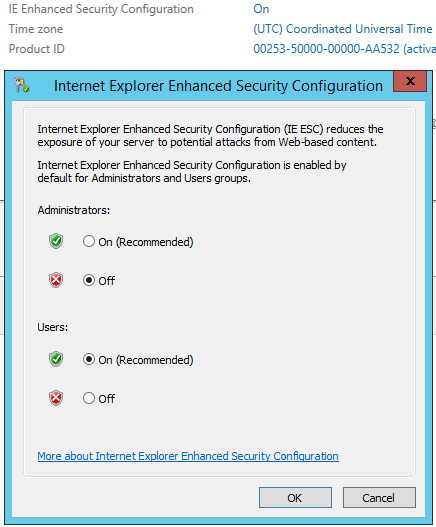 IE Enhanced Security Configuration On
Time zone (UTC) Coordinated Universal Time
Product ID 00253-50000-00000-AA532 (activa
Internet Explorer Enhanced Security Configuration
Internet Explorer Enhanced Security Configuration (IE ESC) reduces the
exposure of your server to potential attacks from Web-based content.
Internet Explorer Enhanced Security Configuration is enabled by
default for Administrators and Users groups.
Administrators:
On (Recommended)
Off
Users:
On (Recommended)
Off
More about Internet Explorer Enhanced Security Configuration
OK Cancel